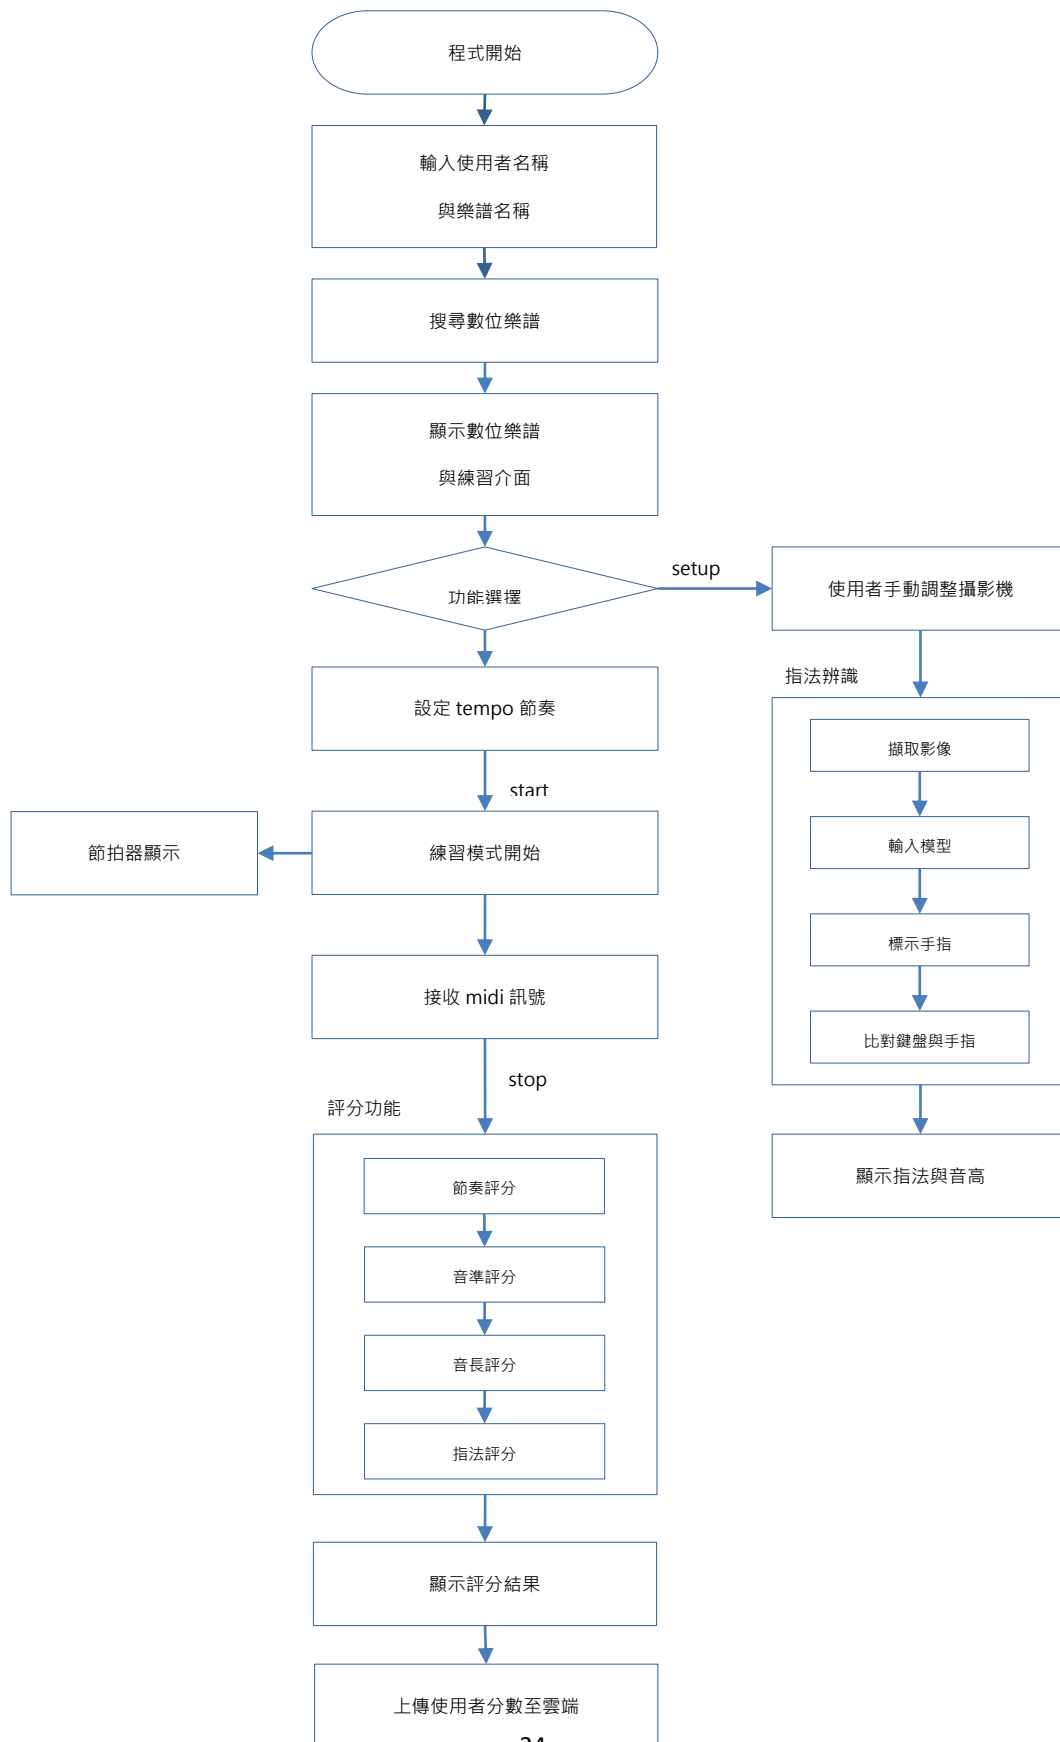 程式開始
輸入使用者名稱
與樂譜名稱
搜尋數位樂譜
顯示數位樂譜
與練習介面
功能選擇
setup
使用者手動調整攝影機
設定 tempo 節奏
start
練習模式開始
節拍器顯示
接收 midi 訊號
stop
評分功能
節奏評分
音準評分
音長評分
指法評分
顯示評分結果
上傳使用者分數至雲端
指法辨識
擷取影像
輸入模型
標示手指
比對鍵盤與手指
顯示指法與音高